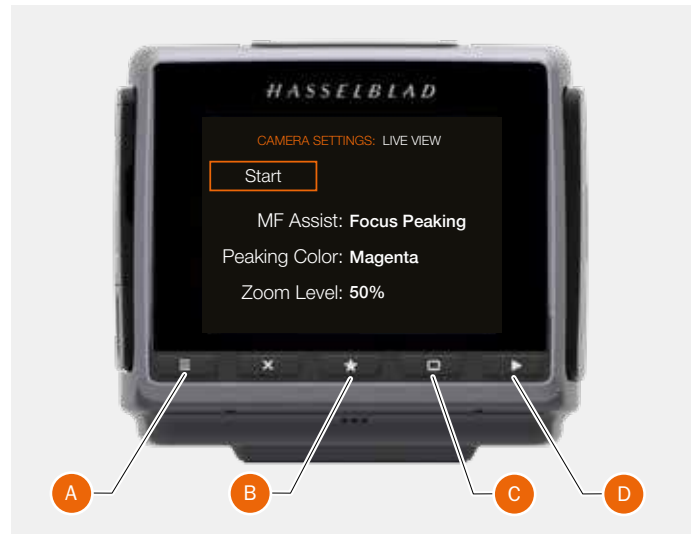 HASSELBLAD
CAMERA SETTINGS: LIVE VIEW
Start
MF Assist: Focus Peaking
Peaking Color: Magenta
Zoom Level: 50%
A
B
C
D